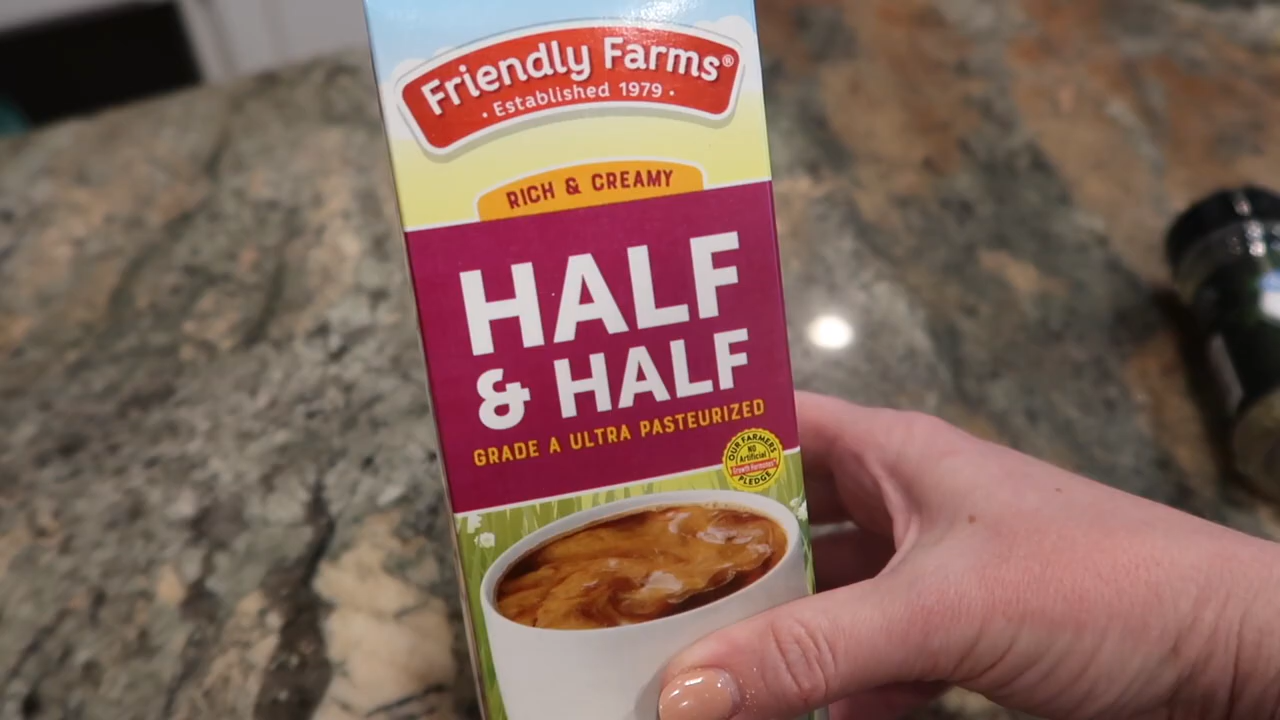 Friendly Farms®
· Established 1979 ·
RICH & CREAMY
HALF
& HALF
GRADE A ULTRA PASTEURIZED
OUR FARMERS
NO
Artificial
Growth Hormones*
PLEDGE